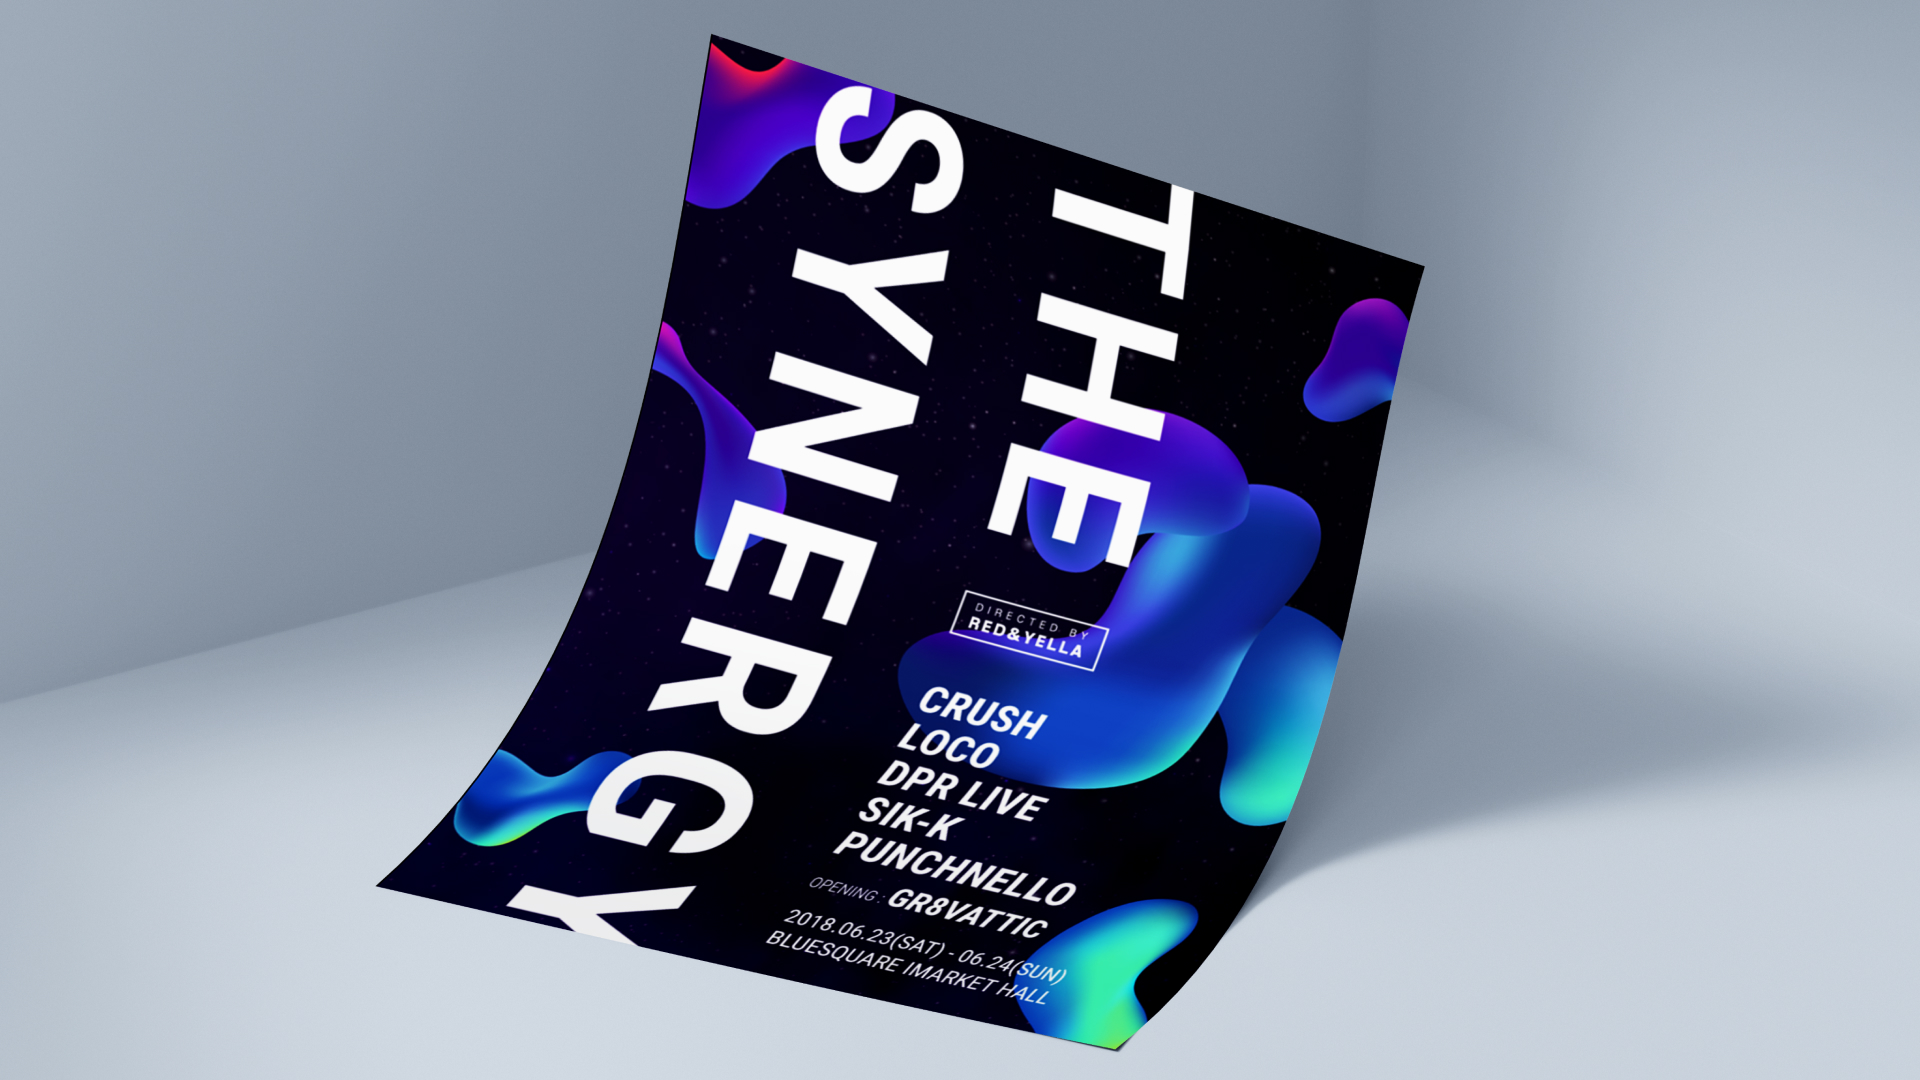 THE
SYNERGY
DIRECTED BY
RED&YELLA
CRUSH
LOCO
DPR LIVE
SIK-K
PUNCHNELLO
OPENING : GR8VATTIC
2018.06.23(SAT) - 06.24(SUN)
BLUESQUARE IMARKET HALL